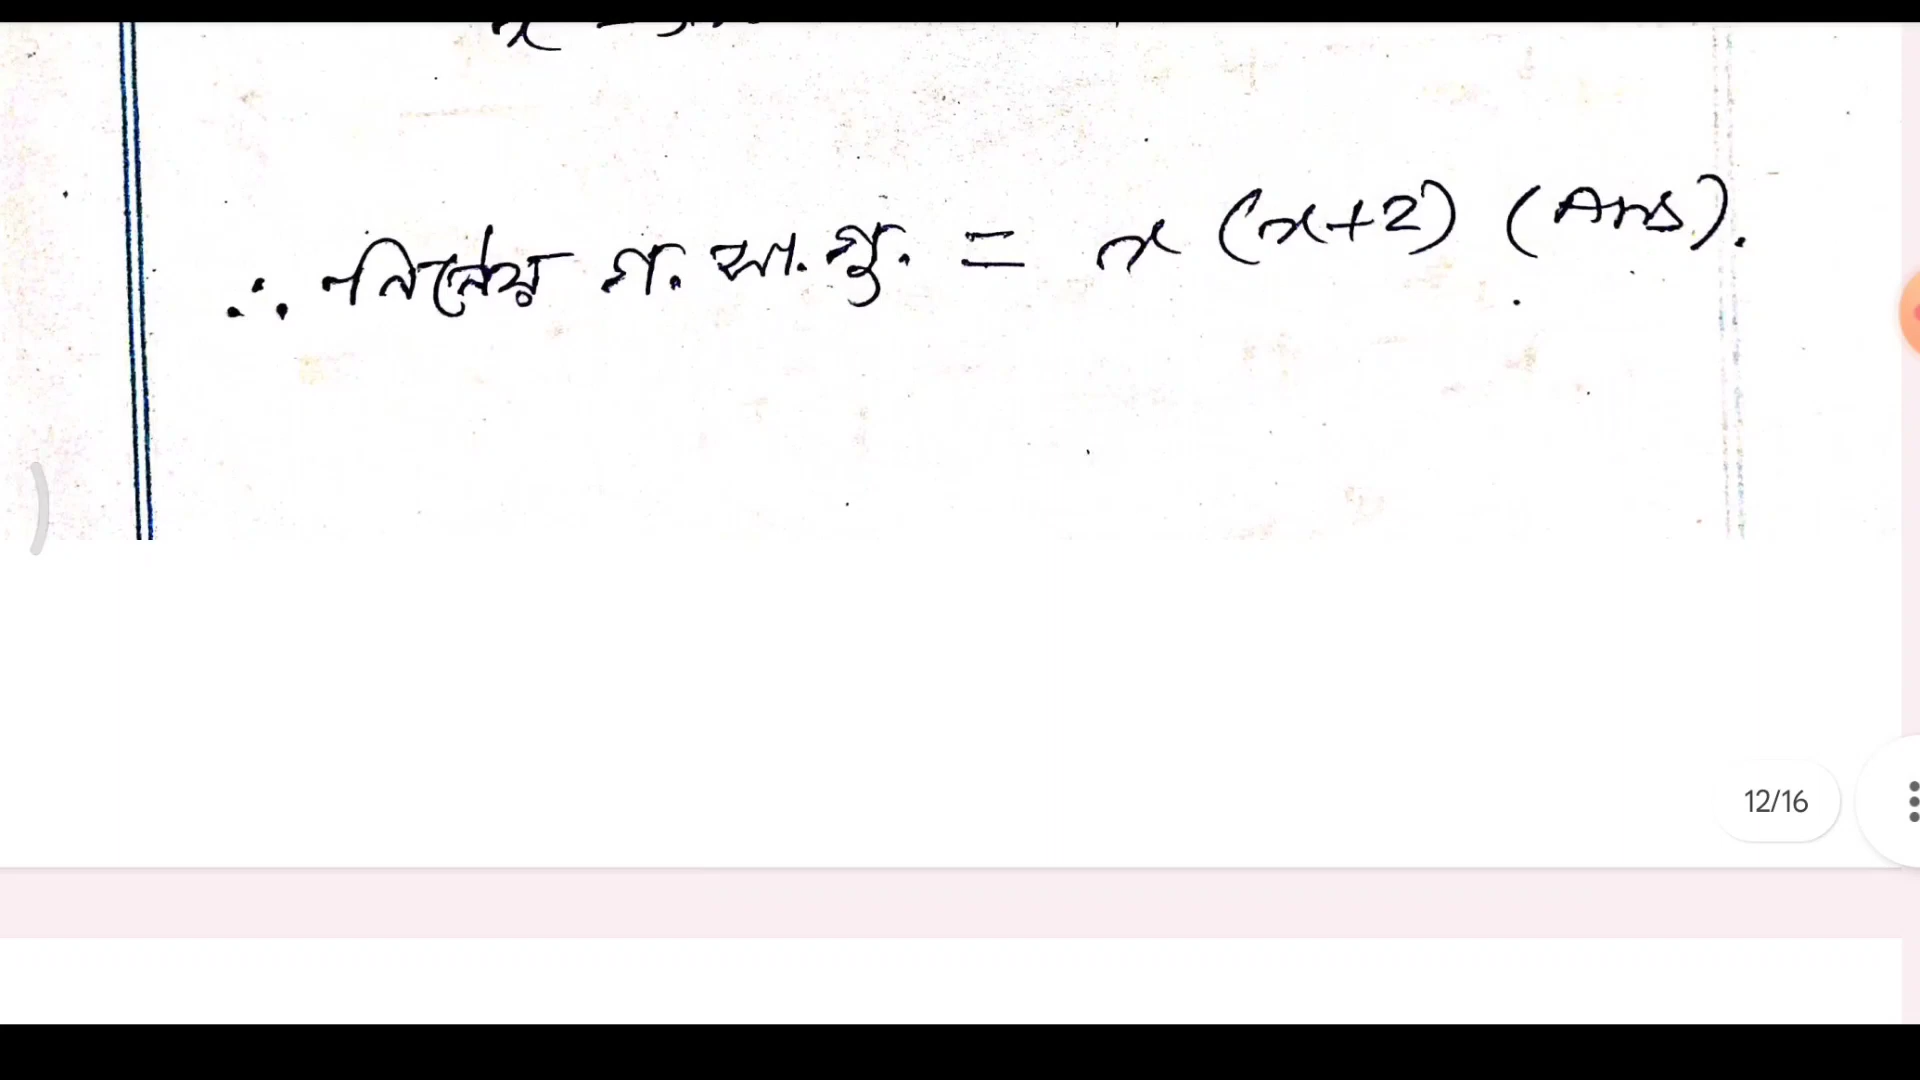 ∴ নির্নেয় গ. সা. গু. = x (x+2) (Ans).
12/16